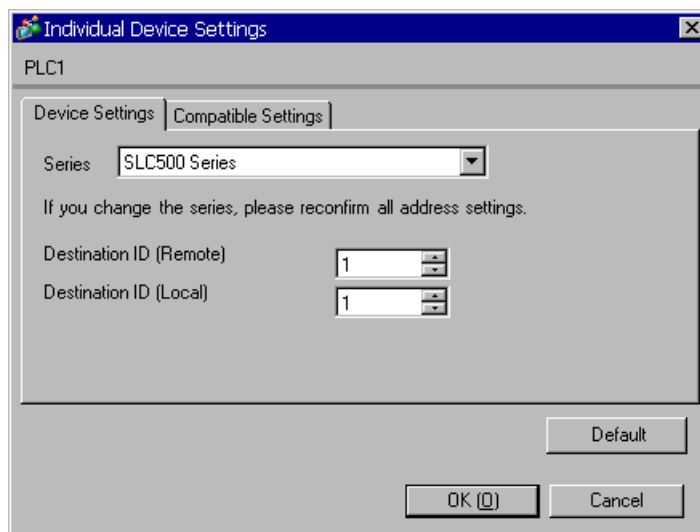 Individual Device Settings
PLC1
Device Settings Compatible Settings
Series SLC500 Series
If you change the series, please reconfirm all address settings.
Destination ID (Remote) 1
Destination ID (Local) 1
Default
OK (O) Cancel